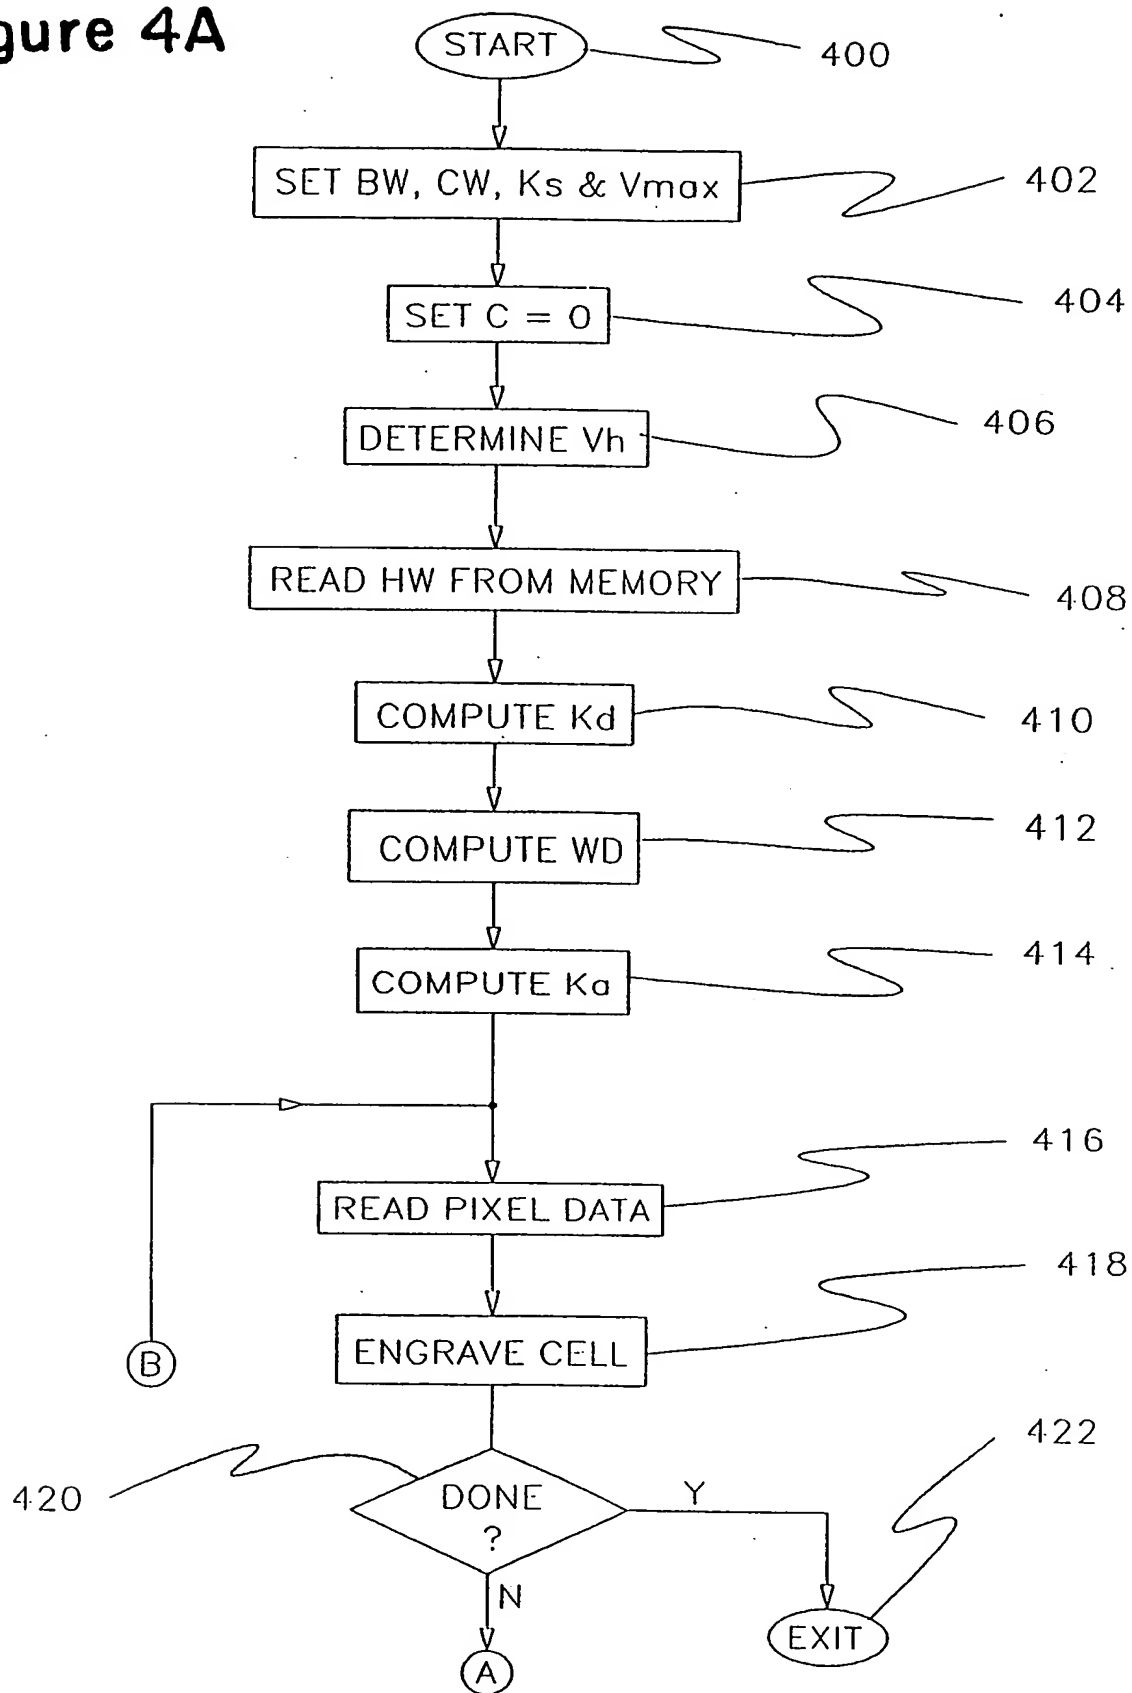 gure 4A
START
400
SET BW, CW, Ks & Vmax
402
SET C = 0
404
DETERMINE Vh
406
READ HW FROM MEMORY
408
COMPUTE Kd
410
COMPUTE WD
412
COMPUTE Ka
414
READ PIXEL DATA
416
ENGRAVE CELL
418
B
420
DONE
?
Y
422
N
EXIT
A